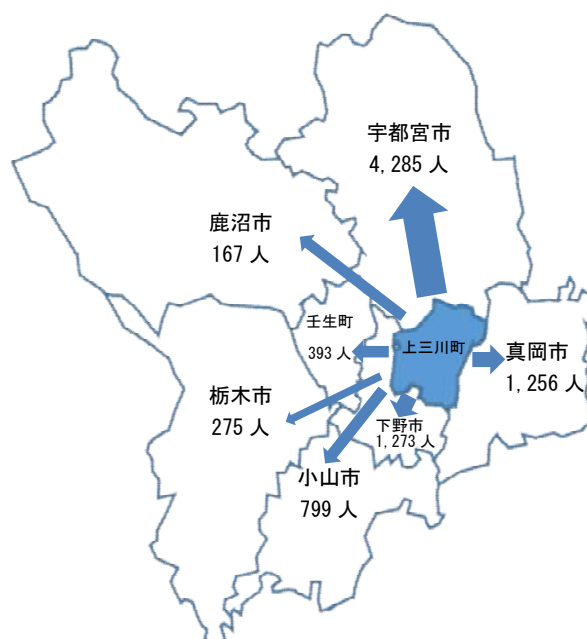 宇都宮市
4,285 人
鹿沼市
167 人
壬生町
393 人
上三川町
真岡市
1,256 人
栃木市
275 人
下野市
1,273 人
小山市
799 人